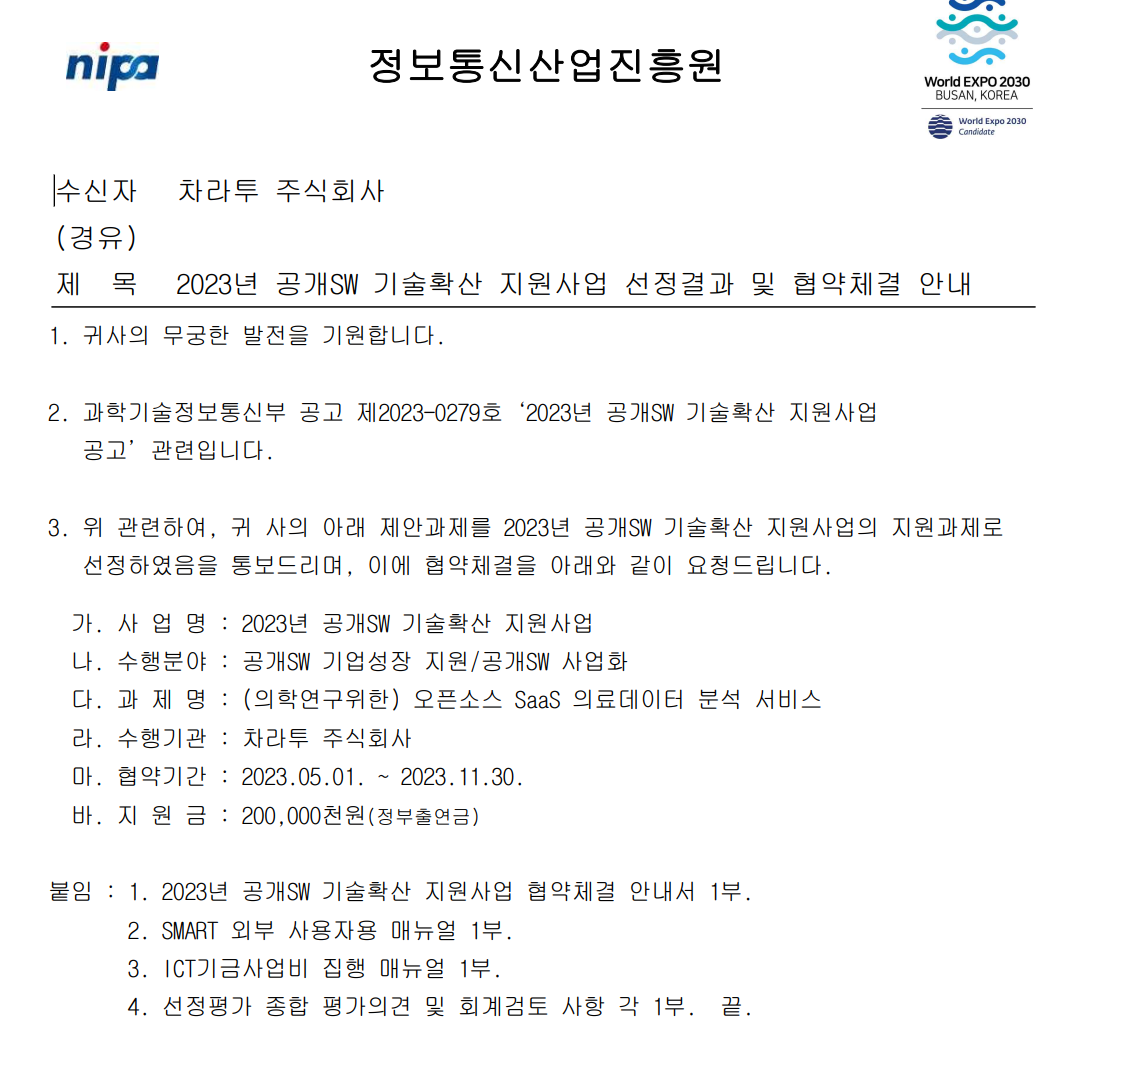 nipa
정보통신산업진흥원
World EXPO 2030
BUSAN, KOREA
World Expo 2030
Candidate
수신자 차라투 주식회사
(경유)
제 목 2023년 공개SW 기술확산 지원사업 선정결과 및 협약체결 안내
1. 귀사의 무궁한 발전을 기원합니다.
2. 과학기술정보통신부 공고 제2023-0279호 ‘2023년 공개SW 기술확산 지원사업
공고’ 관련입니다.
3. 위 관련하여, 귀 사의 아래 제안과제를 2023년 공개SW 기술확산 지원사업의 지원과제로
선정하였음을 통보드리며, 이에 협약체결을 아래와 같이 요청드립니다.
가. 사 업 명 : 2023년 공개SW 기술확산 지원사업
나. 수행분야 : 공개SW 기업성장 지원/공개SW 사업화
다. 과 제 명 : (의학연구위한) 오픈소스 SaaS 의료데이터 분석 서비스
라. 수행기관 : 차라투 주식회사
마. 협약기간 : 2023.05.01. ~ 2023.11.30.
바. 지 원 금 : 200,000천원(정부출연금)
붙임 : 1. 2023년 공개SW 기술확산 지원사업 협약체결 안내서 1부.
2. SMART 외부 사용자용 매뉴얼 1부.
3. ICT기금사업비 집행 매뉴얼 1부.
4. 선정평가 종합 평가의견 및 회계검토 사항 각 1부. 끝.